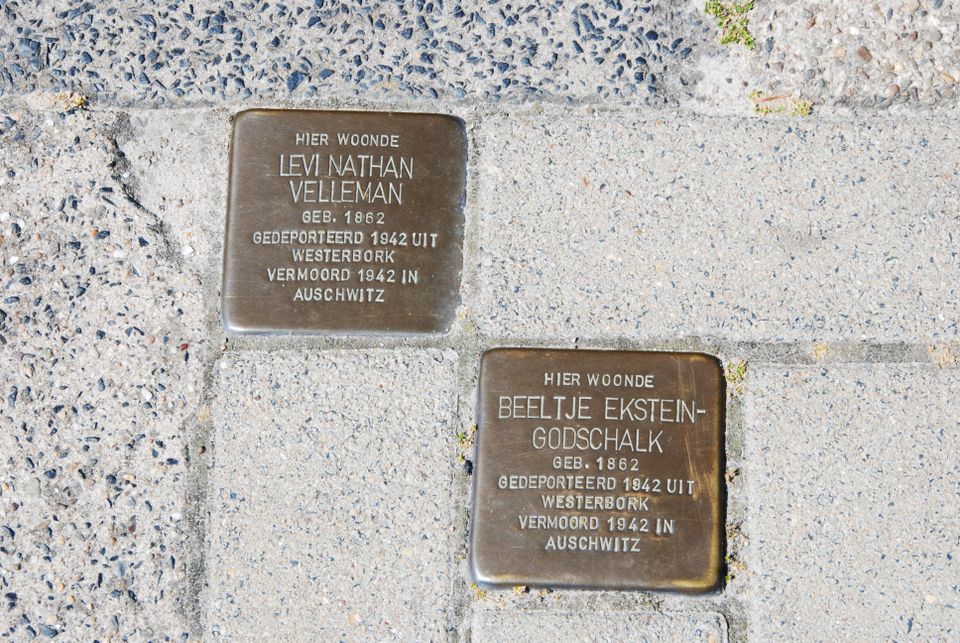 HIER WOONDE
LEVI NATHAN
VELLEMAN
GEB. 1862
GEDEPORTEERD 1942 UIT
WESTERBORK
VERMOORD 1942 IN
AUSCHWITZ
HIER WOONDE
BEELTJE EKSTEIN-
GODSCHALK
GEB. 1862
GEDEPORTEERD 1942 UIT
WESTERBORK
VERMOORD 1942 IN
AUSCHWITZ